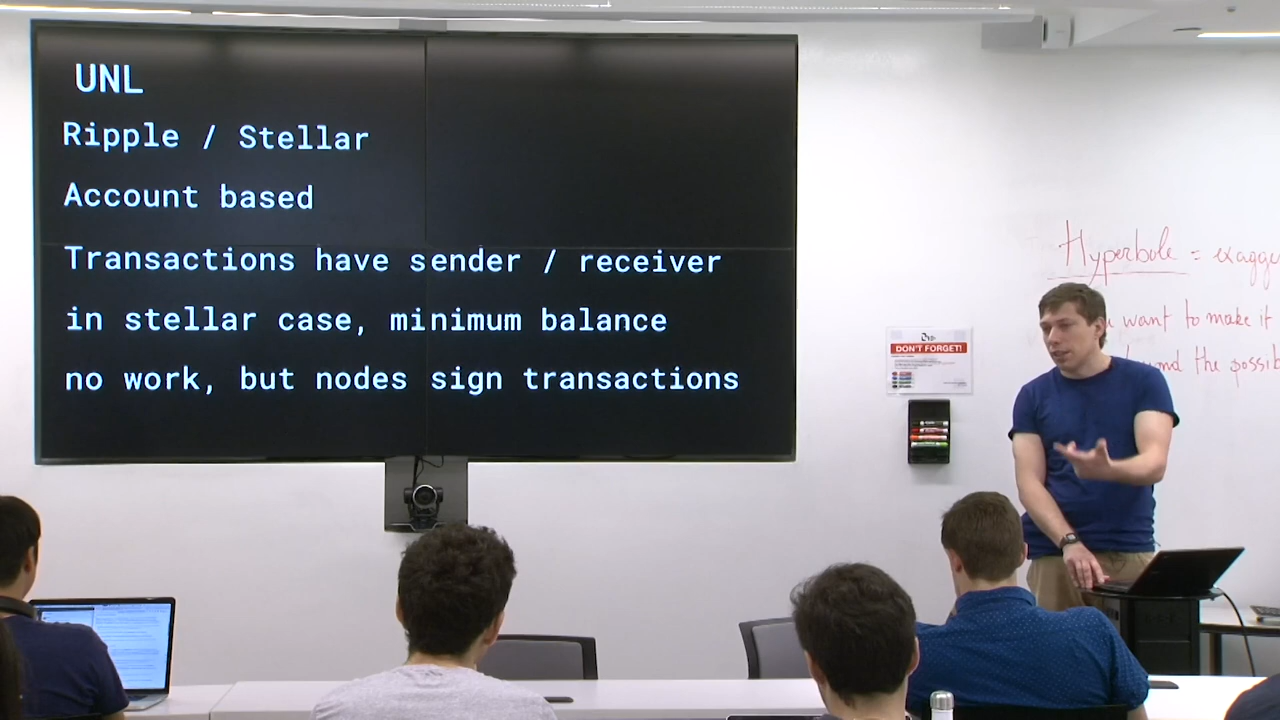 UNL
Ripple / Stellar
Account based
Transactions have sender / receiver
in stellar case, minimum balance
no work, but nodes sign transactions
Hyperbole = exagge
want to make it
the possib
DON'T FORGET!